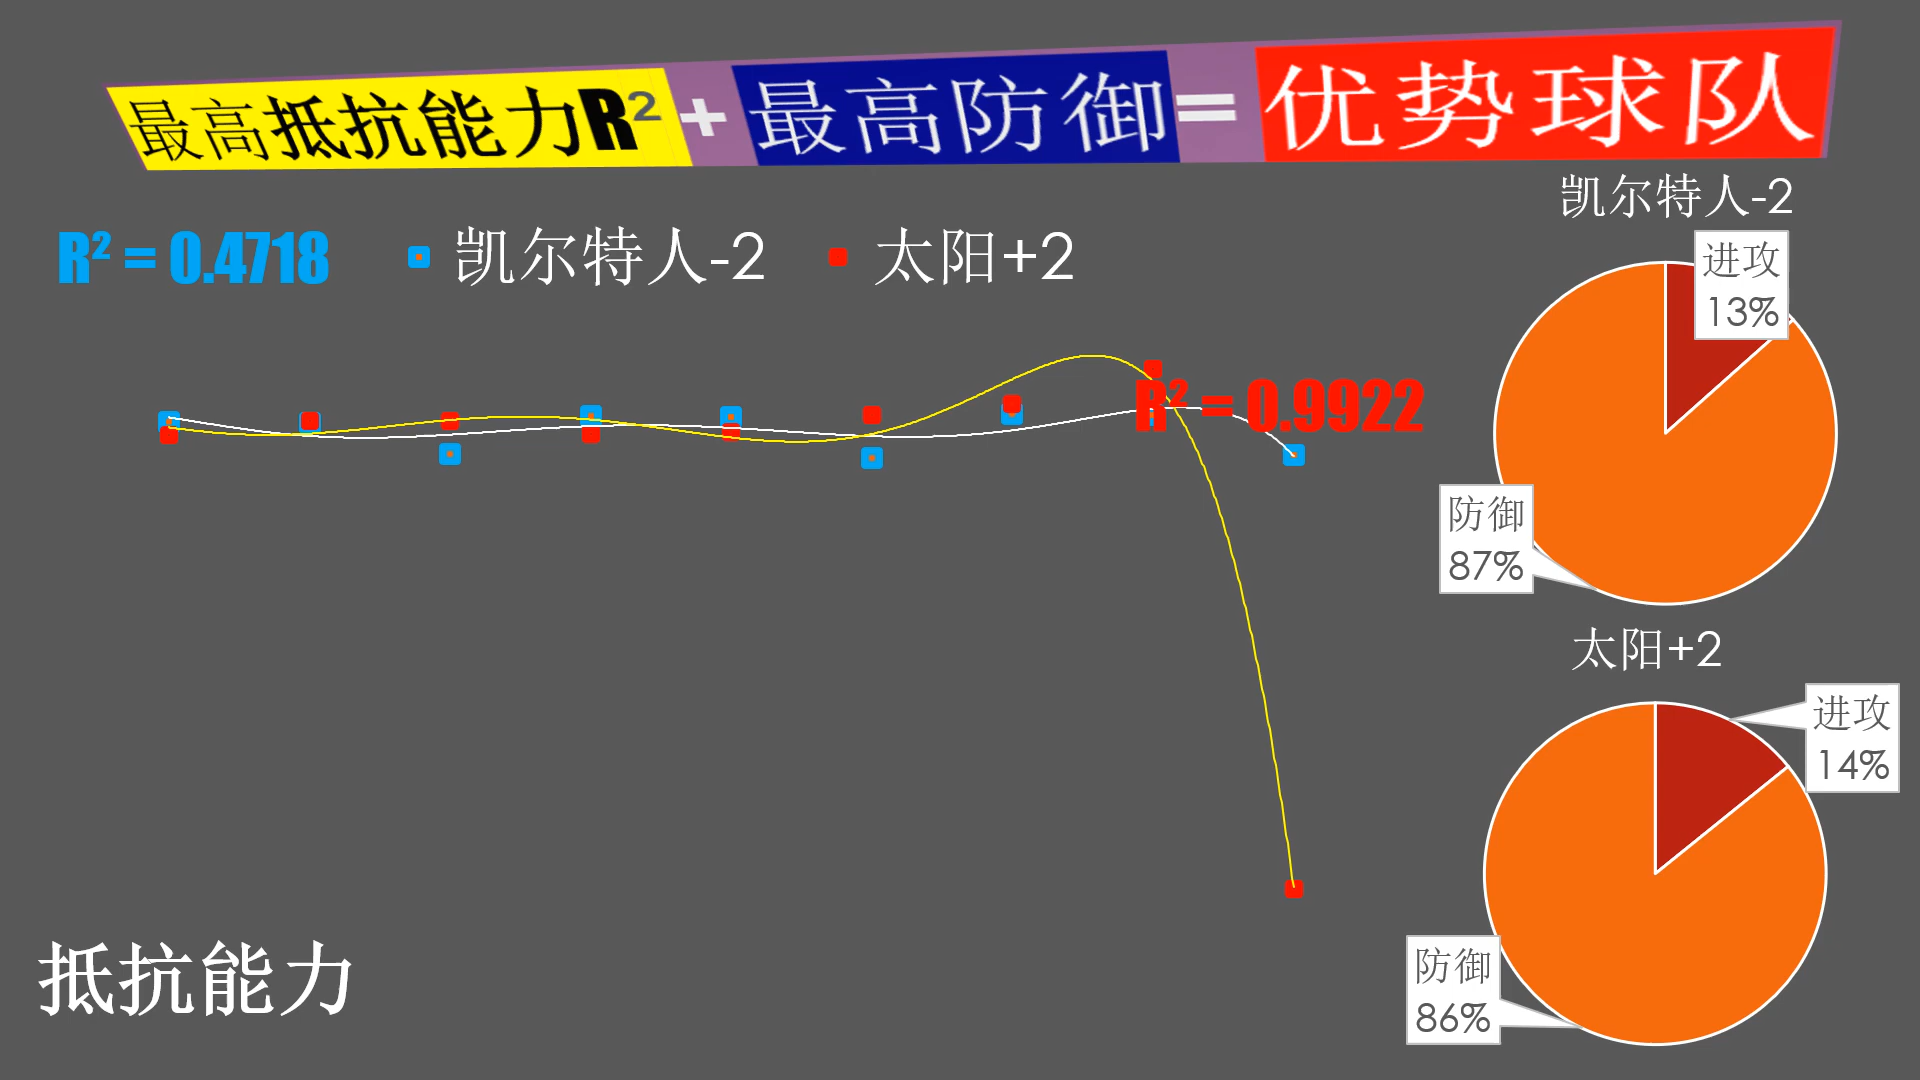 最高抵抗能力R²+最高防御=优势球队
R² = 0.4718
凯尔特人-2
太阳+2
R² = 0.9922
抵抗能力
凯尔特人-2
进攻
13%
防御
87%
太阳+2
进攻
14%
防御
86%